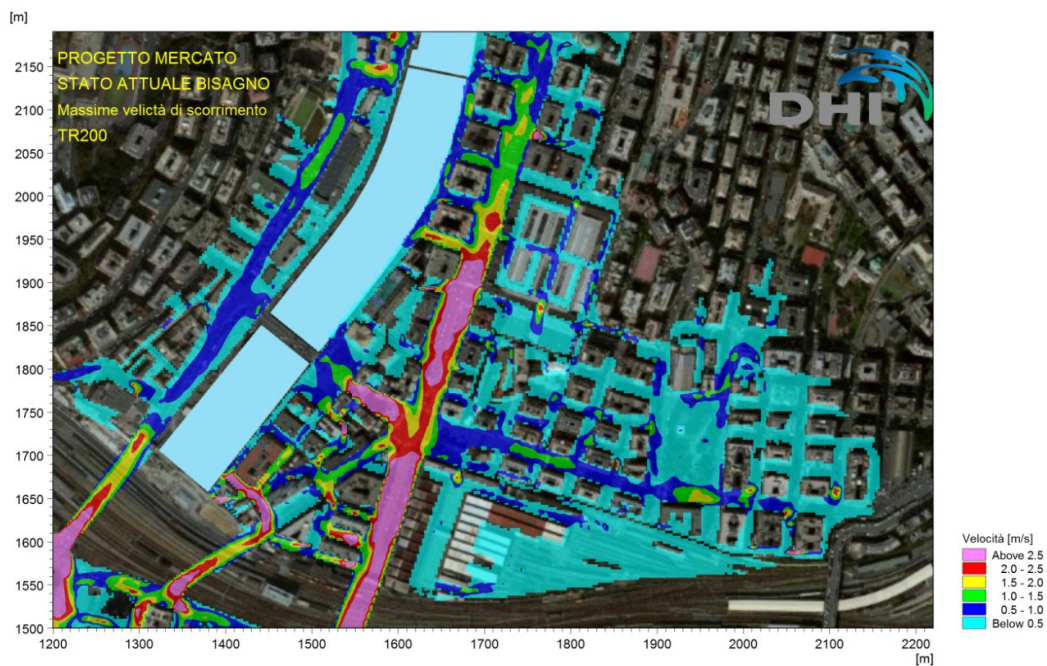 [m]
PROGETTO MERCATO
STATO ATTUALE BISAGNO
Massime velictà di scorrimento
TR200
DHI
2150
2100
2050
2000
1950
1900
1850
1800
1750
1700
1650
1600
1550
1500
1200 1300 1400 1500 1600 1700 1800 1900 2000 2100 2200
[m]
Velocità [m/s]
Above 2.5
2.0 - 2.5
1.5 - 2.0
1.0 - 1.5
0.5 - 1.0
Below 0.5